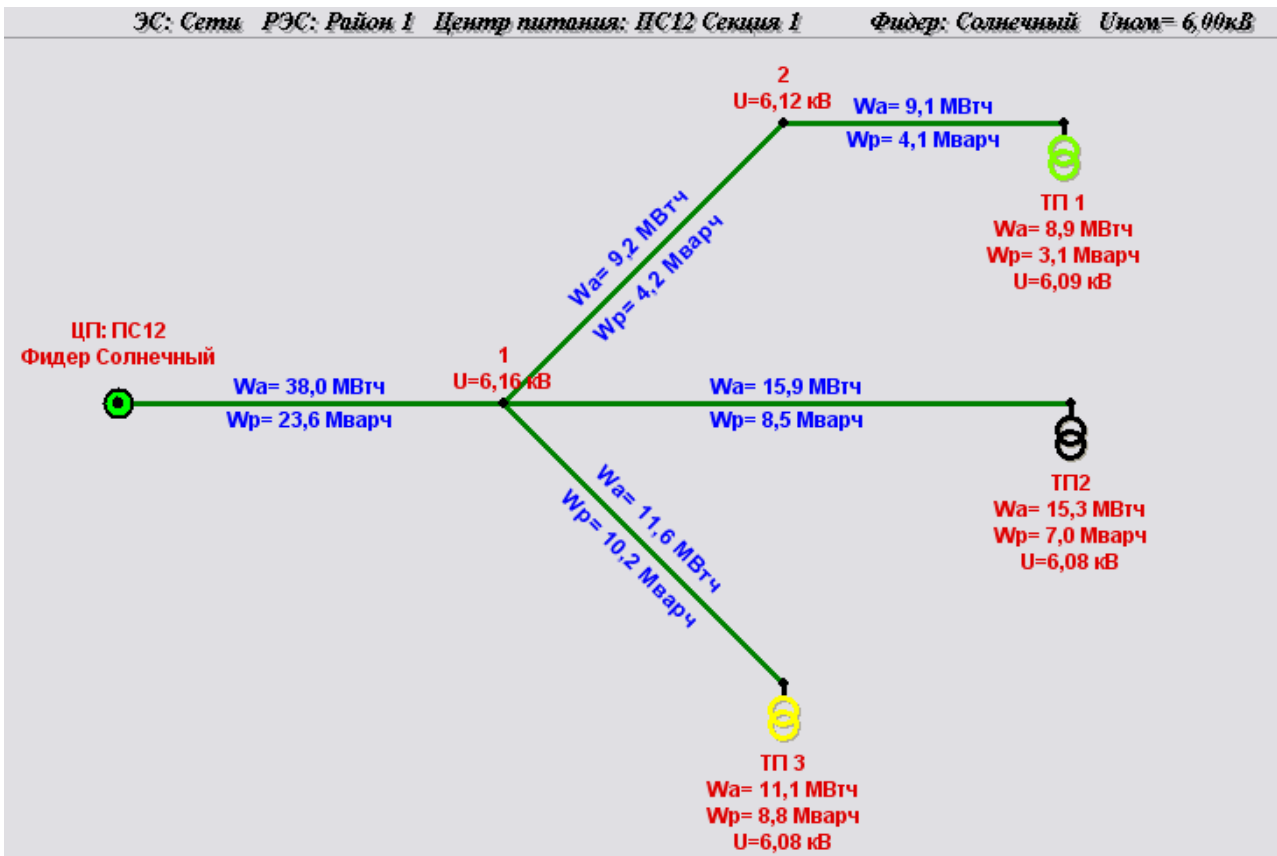 ЭС: Сети РЭС: Район 1 Центр питания: ПС12 Секция 1 Фидер: Солнечный Uном= 6,00кВ
2
U=6,12 кВ
Wa= 9,1 МВтч
Wp= 4,1 Мварч
ТП 1
Wa= 8,9 МВтч
Wp= 3,1 Мварч
U=6,09 кВ
Wa= 9,2 МВтч
Wp= 4,2 Мварч
ЦП: ПС12
Фидер Солнечный
Wa= 38,0 МВтч
Wp= 23,6 Мварч
1
U=6,16 кВ
Wa= 15,9 МВтч
Wp= 8,5 Мварч
ТП2
Wa= 15,3 МВтч
Wp= 7,0 Мварч
U=6,08 кВ
Wa= 11,6 МВтч
Wp= 10,2 Мварч
ТП 3
Wa= 11,1 МВтч
Wp= 8,8 Мварч
U=6,08 кВ